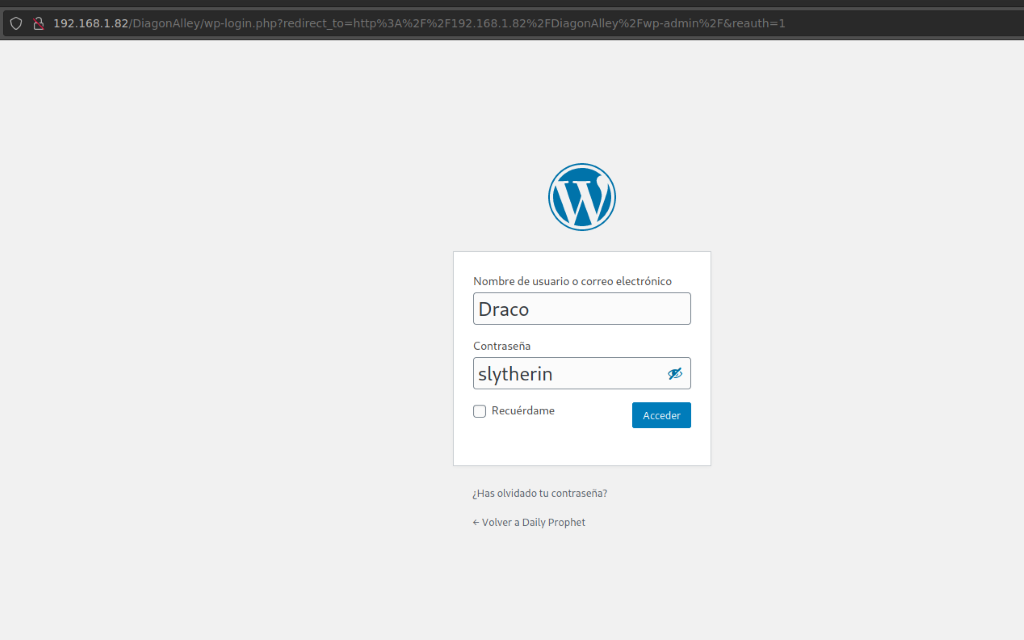 192.168.1.82/DiagonAlley/wp-login.php?redirect_to=http%3A%2F%2F192.168.1.82%2FDiagonAlley%2Fwp-admin%2F&reauth=1
Nombre de usuario o correo electrónico
Draco
Contraseña
slytherin
Recuérdame
Acceder
¿Has olvidado tu contraseña?
← Volver a Daily Prophet